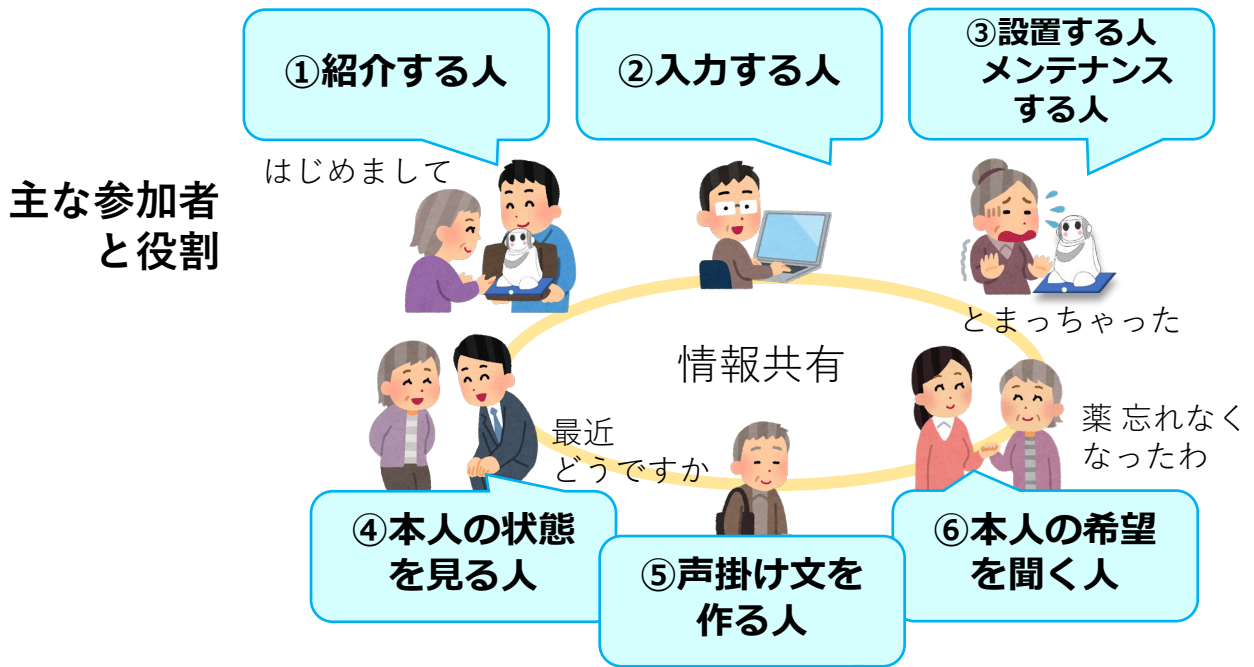 主な参加者
と役割
①紹介する人
②入力する人
③設置する人
メンテナンス
する人
はじめまして
とまっちゃった
情報共有
最近
どうですか
薬 忘れなく
なったわ
④本人の状態
を見る人
⑤声掛け文を
作る人
⑥本人の希望
を聞く人